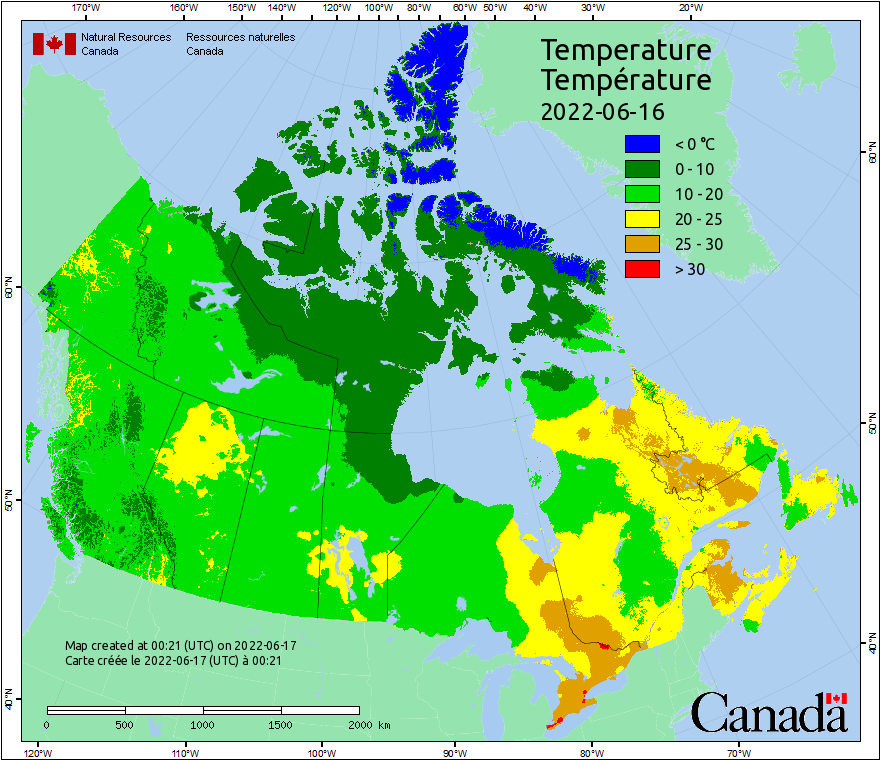 170°W 160°W 150°W 140°W 130°W 120°W 110°W 100°W 80°W 60°W 50°W 40°W 30°W 20°W
Natural Resources Ressources naturelles
Canada Canada
Temperature
Température
2022-06-16
< 0 °C
0 - 10
10 - 20
20 - 25
25 - 30
> 30
60°N
60°N
50°N
50°N
40°N
40°N
Map created at 00:21 (UTC) on 2022-06-17
Carte créée le 2022-06-17 (UTC) à 00:21
0 500 1000 1500 2000 km
Canada
120°W 110°W 100°W 90°W 80°W 70°W